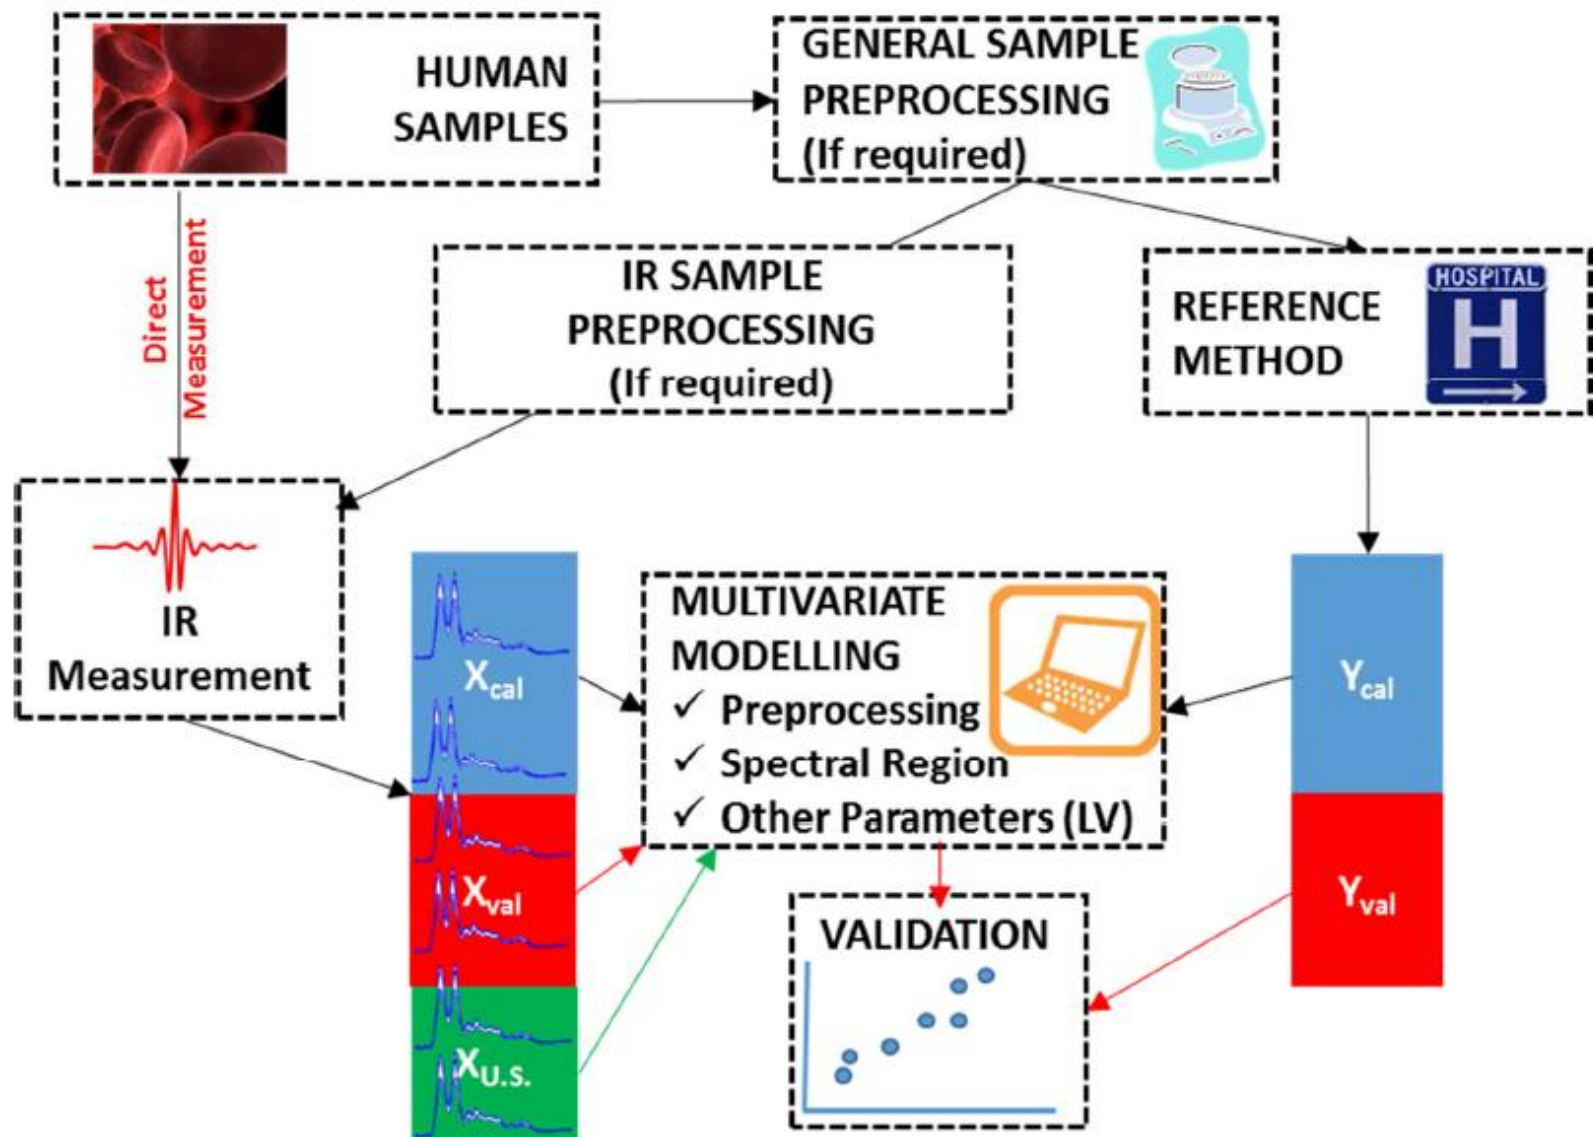 HUMAN
SAMPLES
GENERAL SAMPLE
PREPROCESSING
(If required)
Direct
Measurement
IR SAMPLE
PREPROCESSING
(If required)
REFERENCE
METHOD
HOSPITAL
H
IR
Measurement
Xcal
Xval
XU.S.
MULTIVARIATE
MODELLING
✓ Preprocessing
✓ Spectral Region
✓ Other Parameters (LV)
Ycal
Yval
VALIDATION